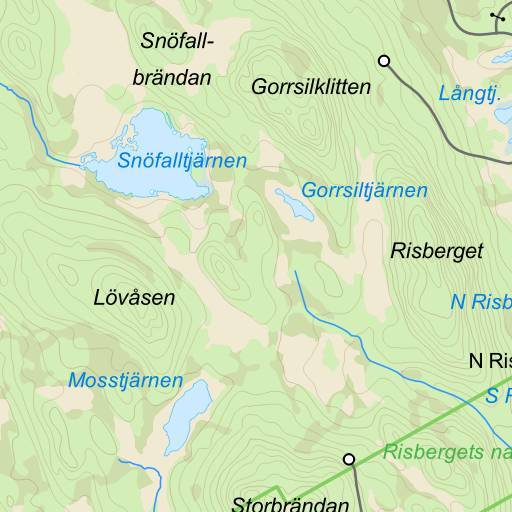 Snöfall-
brändan
Gorrsilklitten
Långtj.
Snöfalltjärnen
Gorrsiltjärnen
Risberget
Lövåsen
N Risb
N Ris
Mosstjärnen
S
Risbergets na
Storbrändan